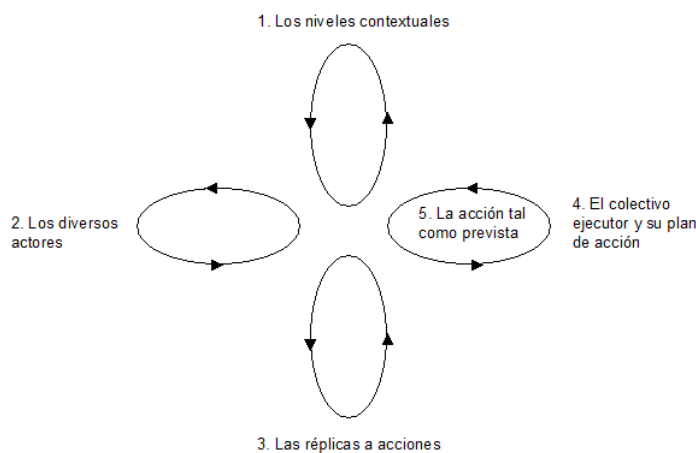 1. Los niveles contextuales
2. Los diversos
actores
5. La acción tal
como prevista
4. El colectivo
ejecutor y su plan
de acción
3. Las réplicas a acciones